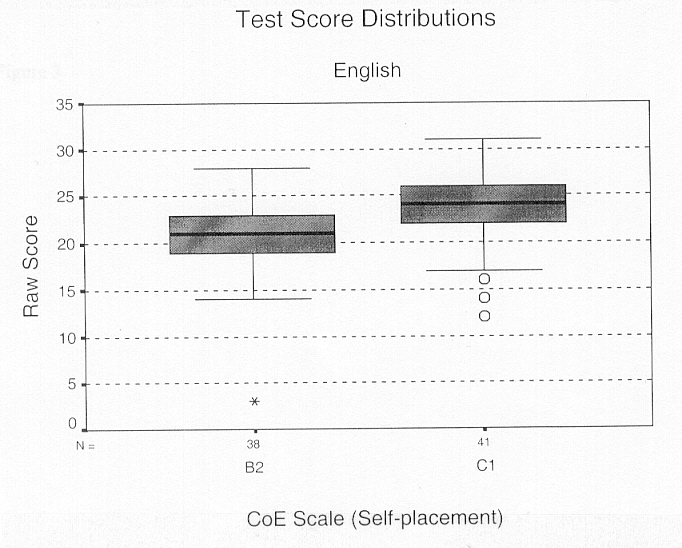 Test Score Distributions
English
35
30
25
20
15
10
5
0
Raw Score
N = 38 41
B2 C1
CoE Scale (Self-placement)